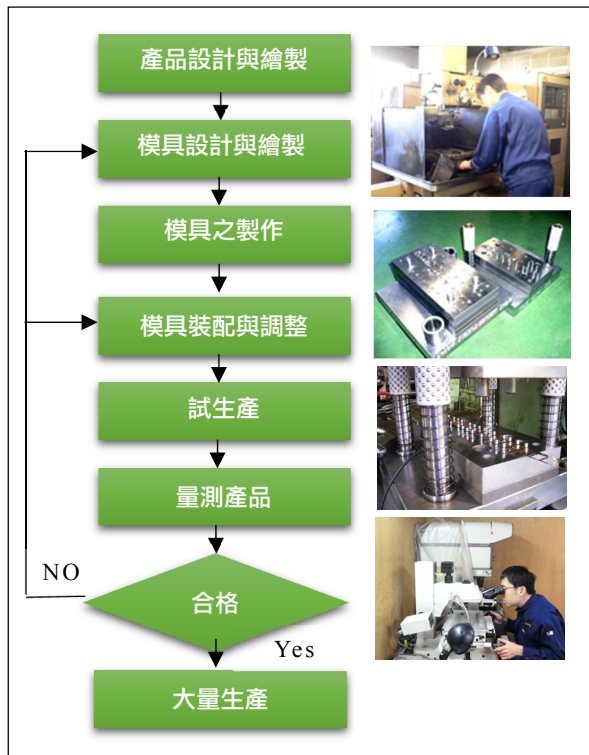 產品設計與繪製
模具設計與繪製
模具之製作
模具裝配與調整
試生產
量測產品
NO
合格
Yes
大量生產